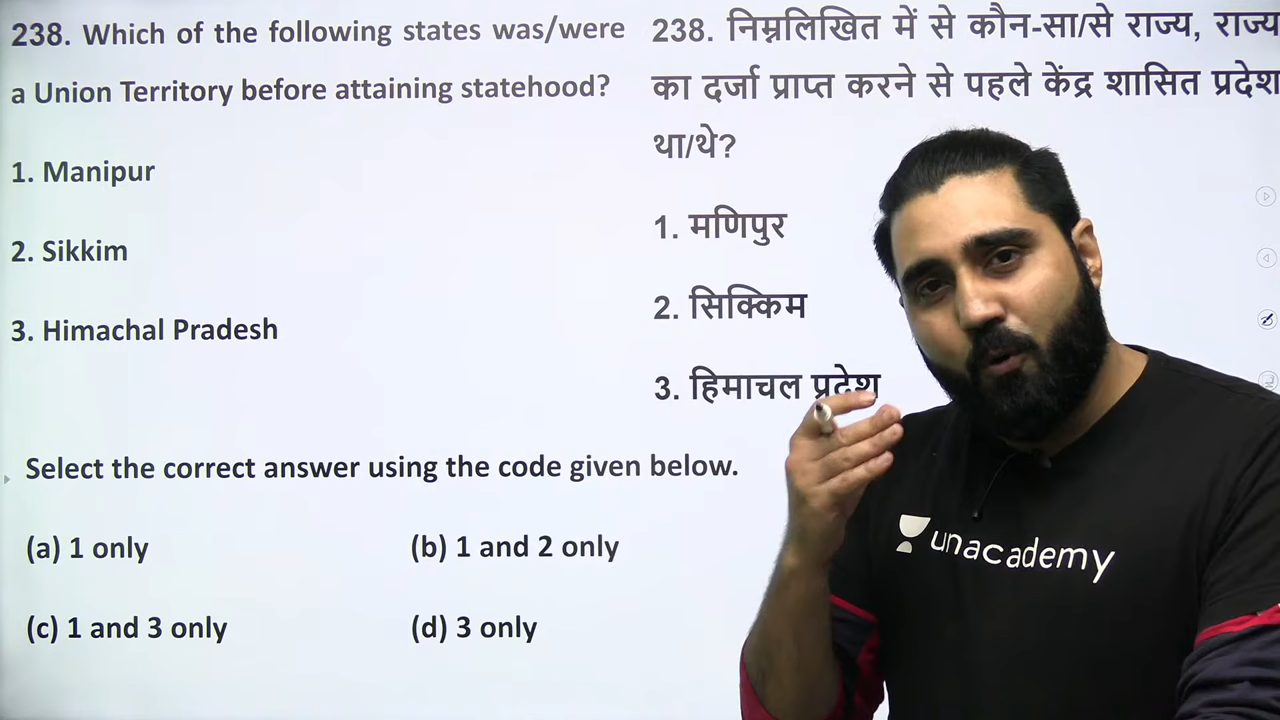 238. Which of the following states was/were
a Union Territory before attaining statehood?
1. Manipur
2. Sikkim
3. Himachal Pradesh
Select the correct answer using the code given below.
(a) 1 only
(b) 1 and 2 only
(c) 1 and 3 only
(d) 3 only
238. निम्नलिखित में से कौन-सा/से राज्य, राज्य
का दर्जा प्राप्त करने से पहले केंद्र शासित प्रदेश
था/थे?
1. मणिपुर
2. सिक्किम
3. हिमाचल प्रदेश
unacademy